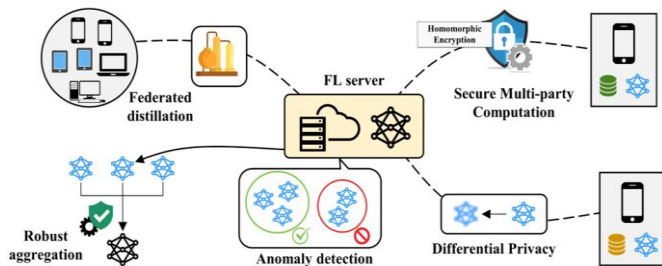 Homomorphic
Encryption
FL server
Federated
distillation
Secure Multi-party
Computation
Robust
aggregation
Anomaly detection
Differential Privacy